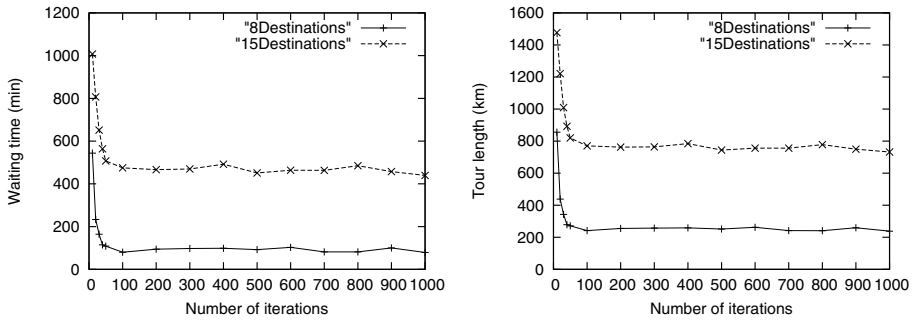 "8Destinations"
"15Destinations"
Waiting time (min)
1200
1000
800
600
400
200
0
0 100 200 300 400 500 600 700 800 900 1000
Number of iterations
"8Destinations"
"15Destinations"
Tour length (km)
1600
1400
1200
1000
800
600
400
200
0
0 100 200 300 400 500 600 700 800 900 1000
Number of iterations